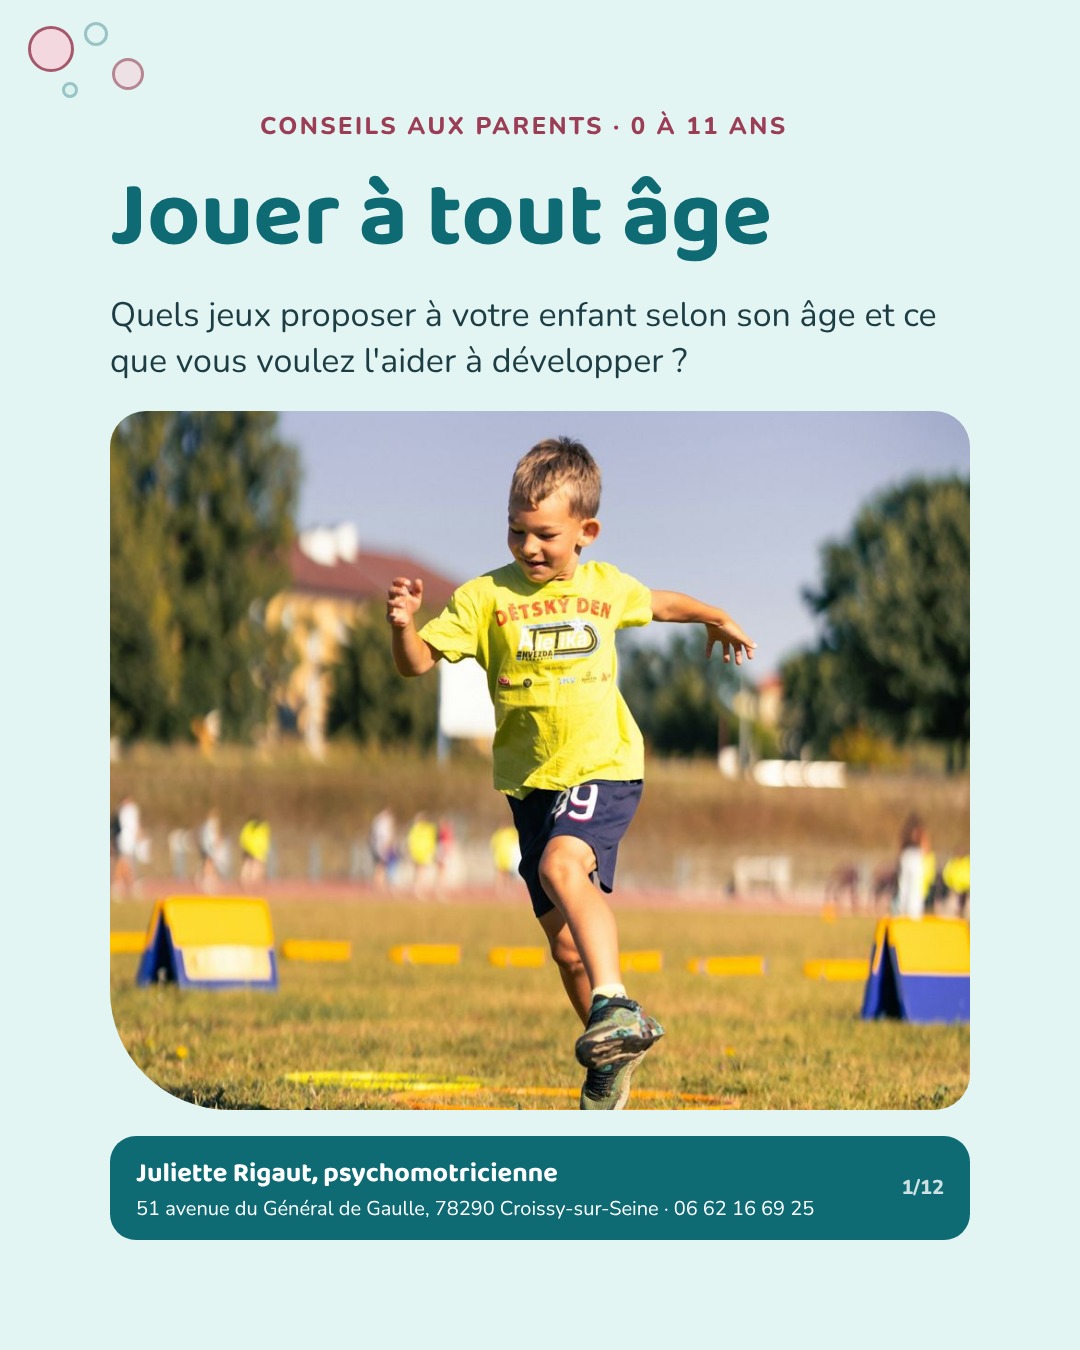 CONSEILS AUX PARENTS · 0 À 11 ANS
Jouer à tout âge
Quels jeux proposer à votre enfant selon son âge et ce
que vous voulez l'aider à développer ?
DĚTSKÝ DEN
#HVĚZDA
99
Juliette Rigaut, psychomotricienne
51 avenue du Général de Gaulle, 78290 Croissy-sur-Seine · 06 62 16 69 25
1/12